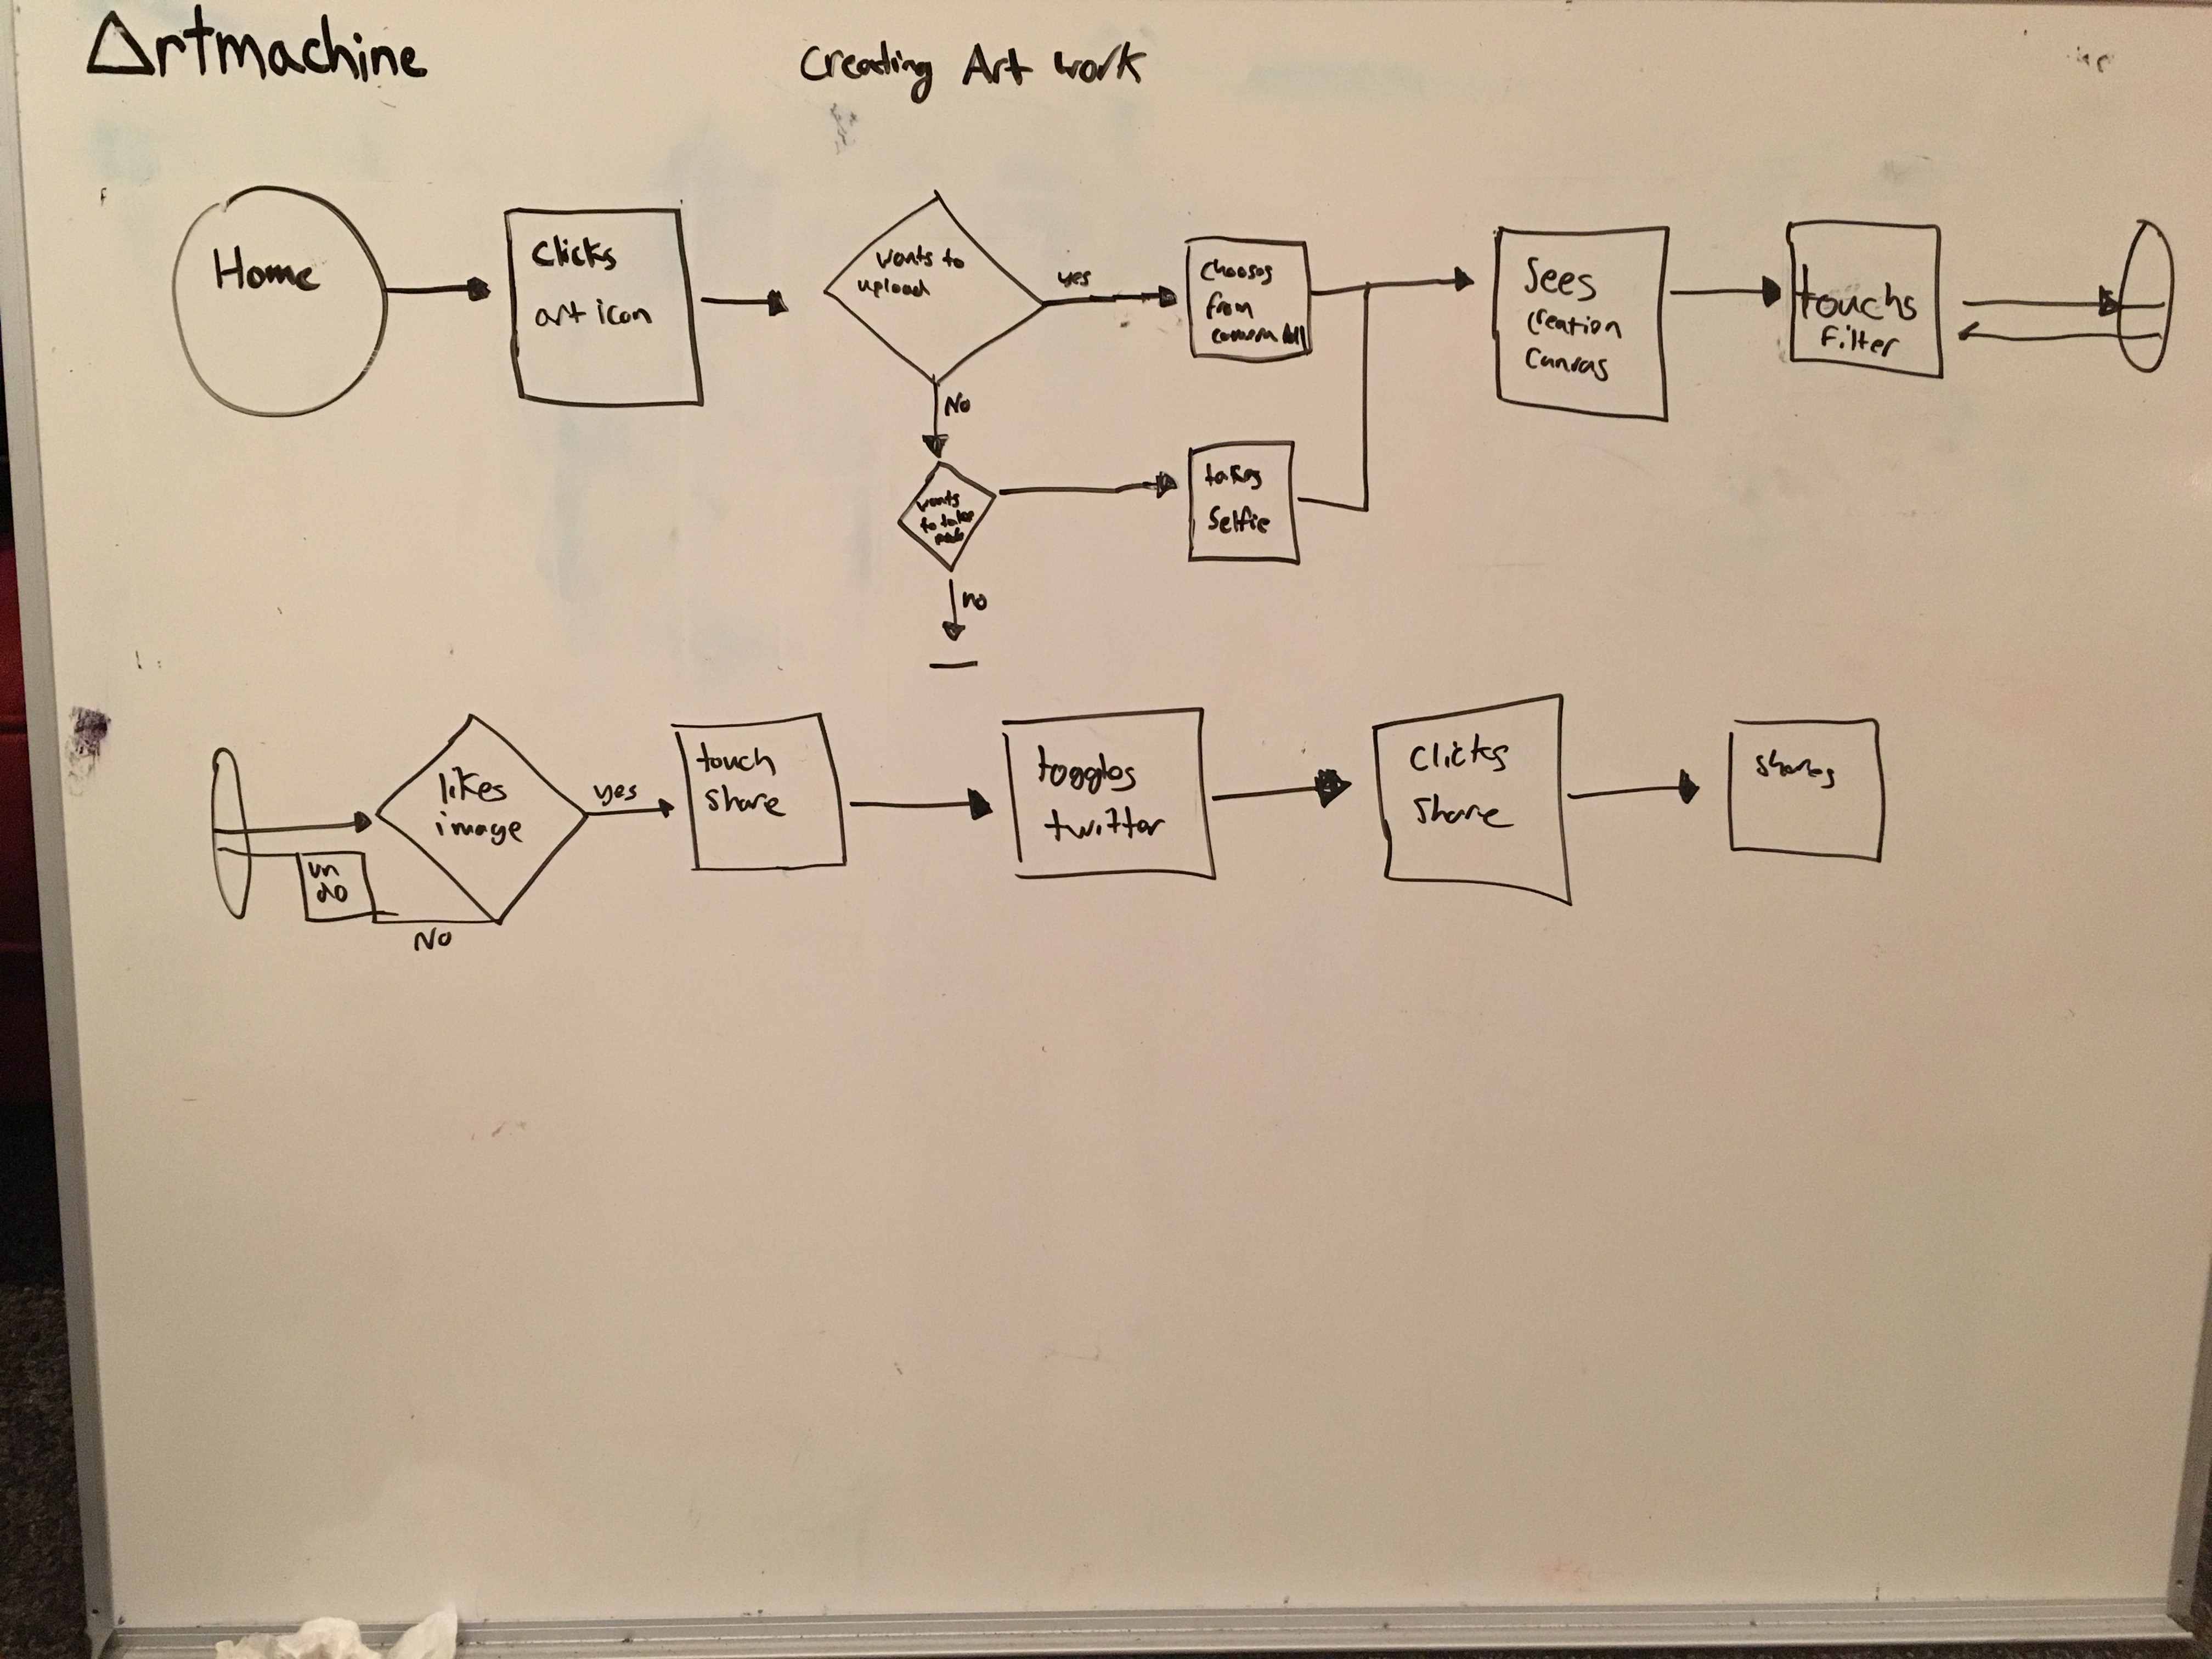 Artmachine
Creating Art work
Home
Clicks
art icon
wants to
upload
yes
chooses
from
camera roll
Sees
Creation
Canvas
touchs
filter
No
wants
to take
takes
selfie
no
likes
image
yes
touch
share
toggles
twitter
Clicks
Share
shares
un
do
No